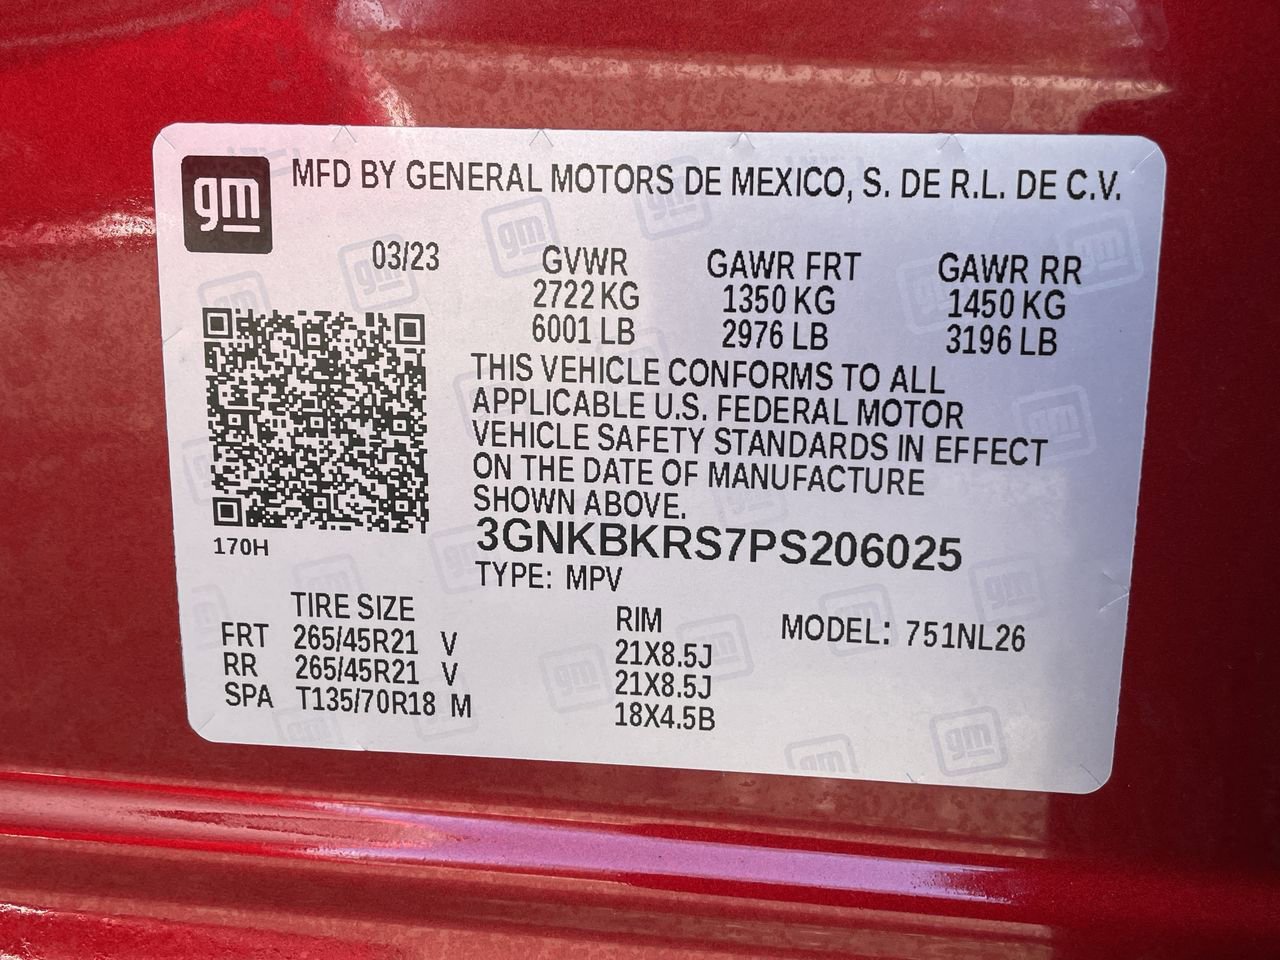 gm MFD BY GENERAL MOTORS DE MEXICO, S. DE R.L. DE C.V.
03/23 GVWR GAWR FRT GAWR RR
2722 KG 1350 KG 1450 KG
6001 LB 2976 LB 3196 LB
THIS VEHICLE CONFORMS TO ALL
APPLICABLE U.S. FEDERAL MOTOR
VEHICLE SAFETY STANDARDS IN EFFECT
ON THE DATE OF MANUFACTURE
SHOWN ABOVE.
3GNKBKRS7PS206025
170H
TYPE: MPV
TIRE SIZE RIM MODEL: 751NL26
FRT 265/45R21 V 21X8.5J
RR 265/45R21 V 21X8.5J
SPA T135/70R18 M 18X4.5B